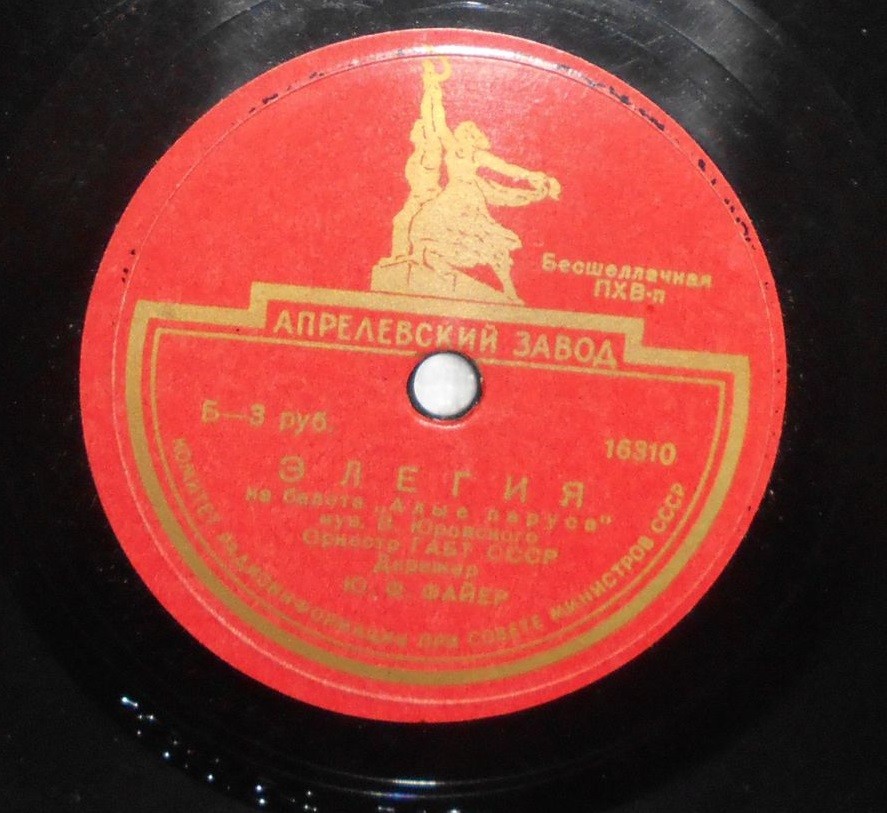 Бесшеллачная
ПХВ-п
АПРЕЛЕВСКИЙ ЗАВОД
Б—3 руб.
16310
ЭЛЕГИЯ
из балета „Алые паруса"
муз. В. Юровского
Оркестр ГАБТ СССР
Дирижер
Ю. Ф. ФАЙЕР
КОМИТЕТ РАДИОИНФОРМАЦИИ ПРИ СОВЕТЕ МИНИСТРОВ СССР